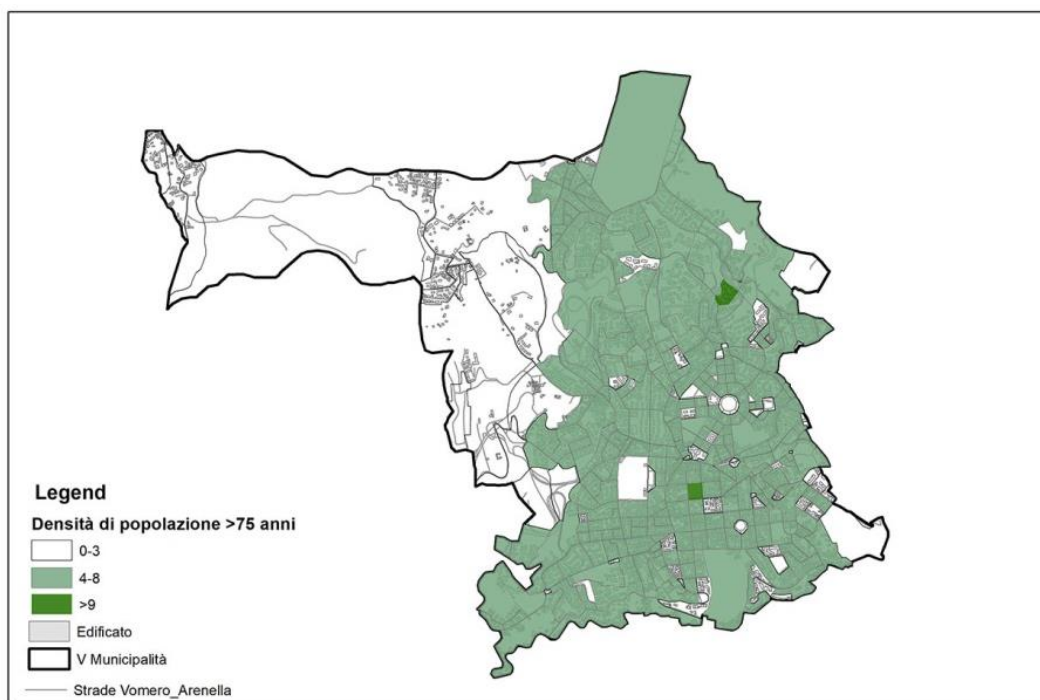 Legend
Densità di popolazione >75 anni
0-3
4-8
>9
Edificato
V Municipalità
Strade Vomero_Arenella